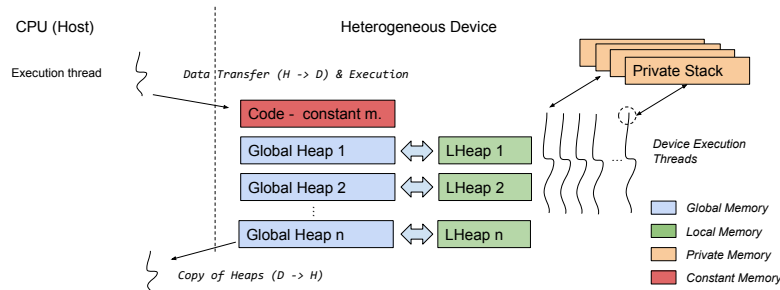 CPU (Host)
Heterogeneous Device
Execution thread
Data Transfer (H -> D) & Execution
Private Stack
Code - constant m.
Global Heap 1
LHeap 1
Global Heap 2
LHeap 2
...
Global Heap n
LHeap n
...
Device Execution
Threads
Global Memory
Local Memory
Private Memory
Constant Memory
Copy of Heaps (D -> H)